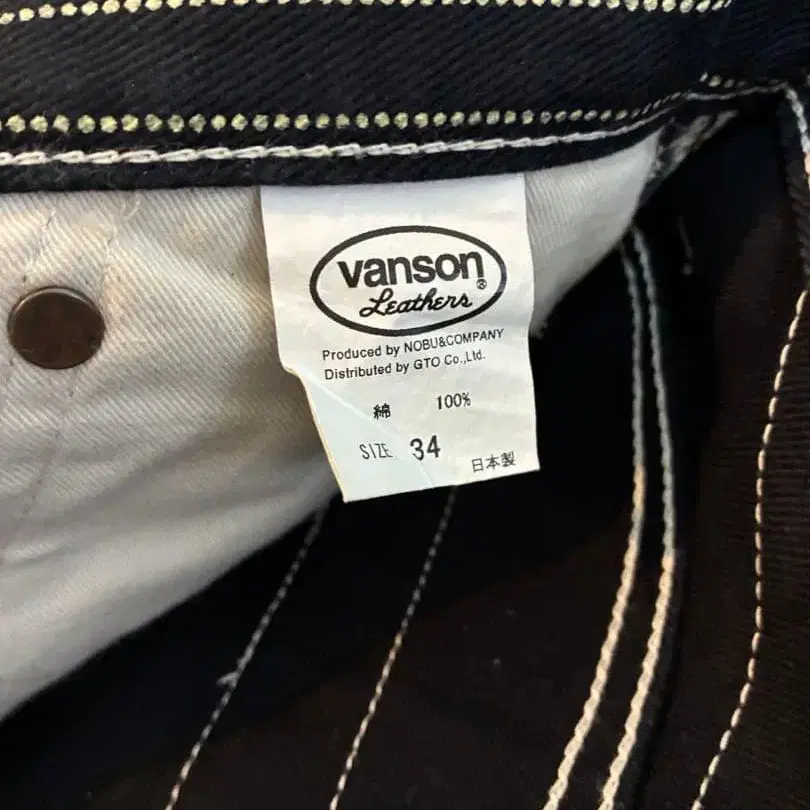 vanson®
Leathers
Produced by NOBU&COMPANY
Distributed by GTO Co.,Ltd.
綿 100%
SIZE 34
日本製